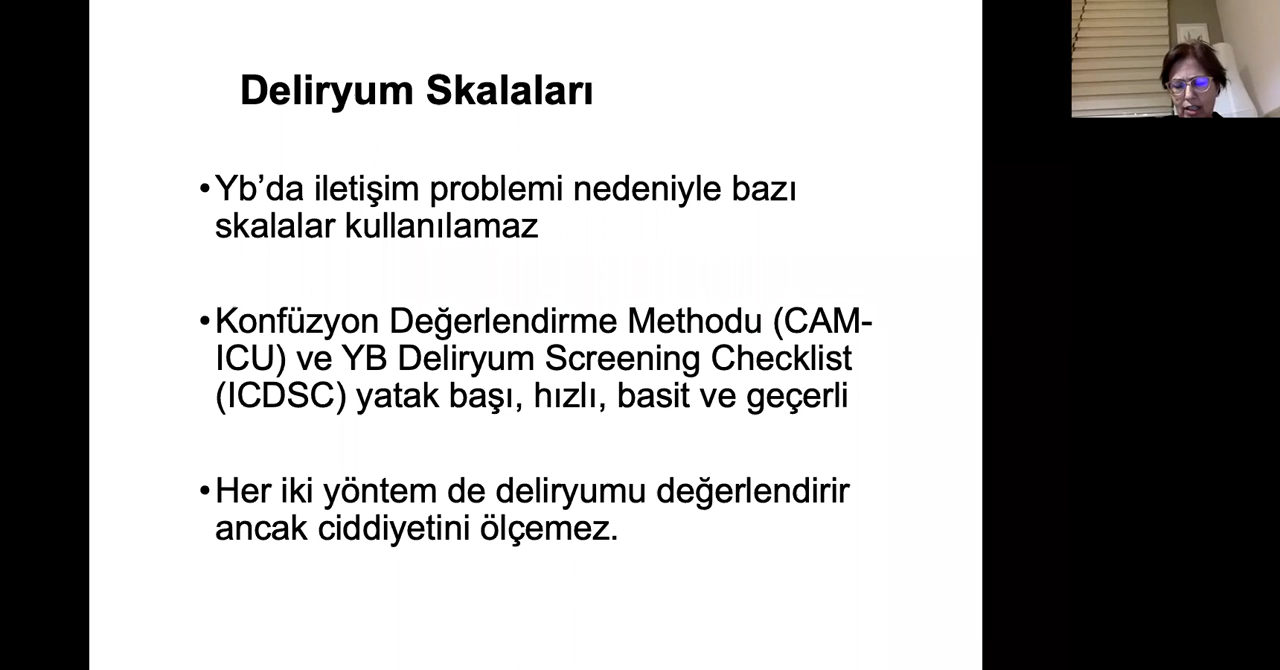 Deliryum Skalaları
•Yb’da iletişim problemi nedeniyle bazı
skalalar kullanılamaz
•Konfüzyon Değerlendirme Methodu (CAM-
ICU) ve YB Deliryum Screening Checklist
(ICDSC) yatak başı, hızlı, basit ve geçerli
•Her iki yöntem de deliryumu değerlendirir
ancak ciddiyetini ölçemez.